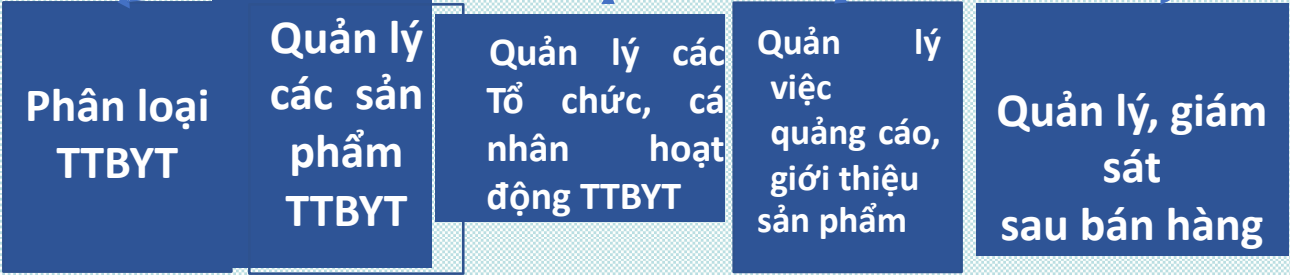 Phân loại
TTBYT
Quản lý
các sản
phẩm
TTBYT
Quản lý các
Tổ chức, cá
nhân hoạt
động TTBYT
Quản lý
việc
quảng cáo,
giới thiệu
sản phẩm
Quản lý, giám
sát
sau bán hàng